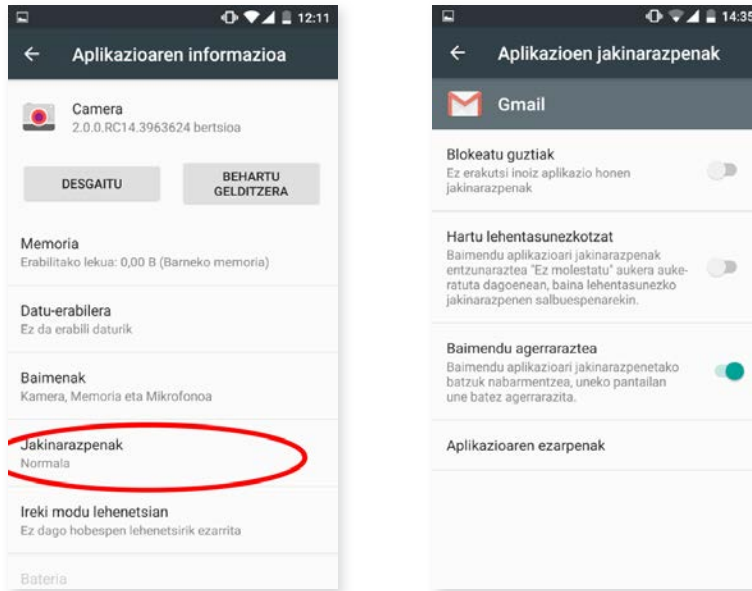 12:11
Aplikazioaren informazioa
Camera
2.0.0.RC14.3963624 bertsioa
DESGAITU
BEHARTU
GELDITZERA
Memoria
Erabilitako lekua: 0,00 B (Barneko memoria)
Datu-erabilera
Ez da erabili daturik
Baimenak
Kamera, Memoria eta Mikrofonoa
Jakinarazpenak
Normala
Ireki modu lehenetsian
Ez dago hobespen lehenetsirik ezarrita
Bateria
14:35
Aplikazioen jakinarazpenak
Gmail
Blokeatu guztiak
Ez erakutsi inoiz aplikazio honen
jakinarazpenak
Hartu lehentasunezkotzat
Baimendu aplikazioari jakinarazpenak
entzunaraztea "Ez molestatu" aukera auke-
ratuta dagoenean, baina lehentasunezko
jakinarazpenen salbuespenarekin.
Baimendu agerraraztea
Baimendu aplikazioari jakinarazpenetako
batzuk nabarmentzea, uneko pantailan
une batez agerrarazita.
Aplikazioaren ezarpenak